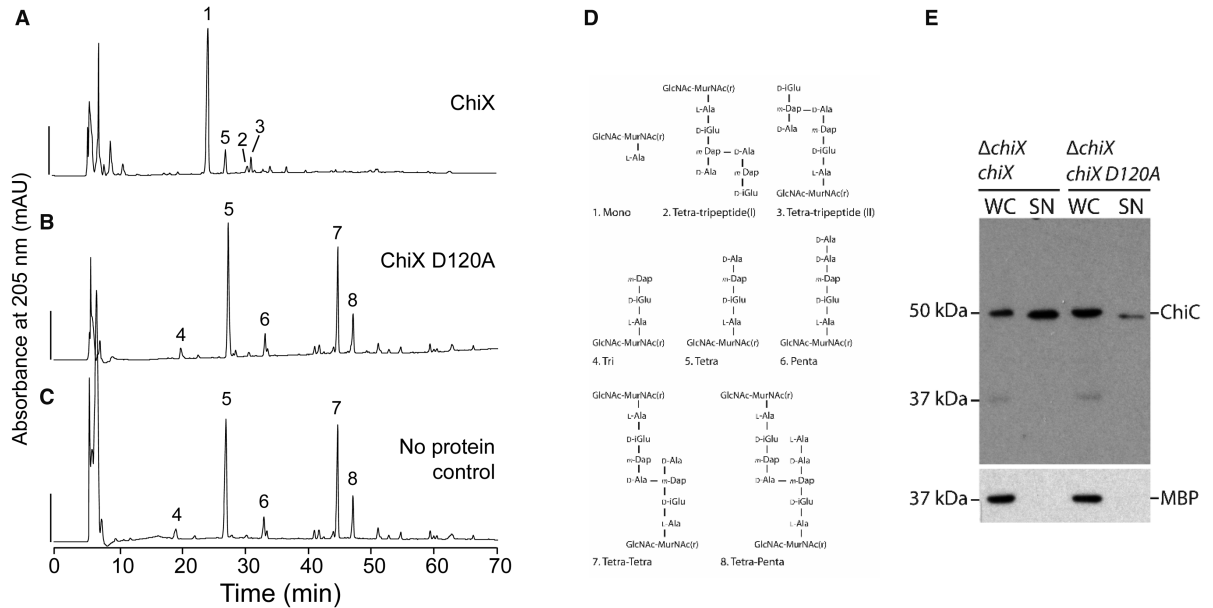 A
1
ChiX
5
2
3
B
5
7
ChiX D120A
8
4
6
C
5
7
No protein
control
8
4
6
Absorbance at 205 nm (mAU)
0 10 20 30 40 50 60 70
Time (min)
D
GlcNAc-MurNAc(r)
L-Ala
1. Mono
GlcNAc-MurNAc(r)
L-Ala
D-iGlu
m Dap — D-Ala
D-Ala m Dap
D-iGlu
2. Tetra-tripeptide(I)
D-iGlu
m-Dap — D-Ala
D-Ala m Dap
D-iGlu
L-Ala
GlcNAc-MurNAc(r)
3. Tetra-tripeptide (II)
m-Dap
D-iGlu
L-Ala
GlcNAc-MurNAc(r)
4. Tri
D-Ala
m-Dap
D-iGlu
L-Ala
GlcNAc-MurNAc(r)
5. Tetra
D-Ala
D-Ala
m-Dap
D-iGlu
L-Ala
GlcNAc-MurNAc(r)
6. Penta
GlcNAc-MurNAc(r)
L-Ala
D-iGlu
m-Dap D-Ala
D-Ala — m-Dap
D-iGlu
L-Ala
GlcNAc-MurNAc(r)
7. Tetra-Tetra
GlcNAc-MurNAc(r)
L-Ala
D-iGlu L-Ala
m-Dap D-Ala
D-Ala — m-Dap
D-iGlu
L-Ala
GlcNAc-MurNAc(r)
8. Tetra-Penta
E
ΔchiX ΔchiX
chiX chiX D120A
WC SN WC SN
50 kDa
ChiC
37 kDa
37 kDa
MBP